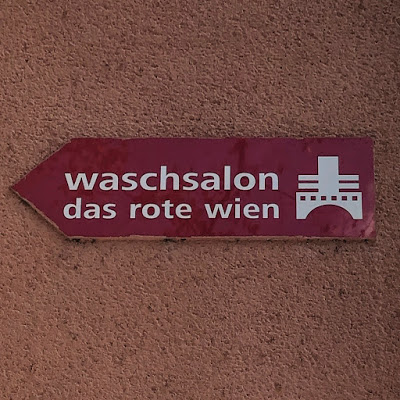 waschsalon
das rote wien